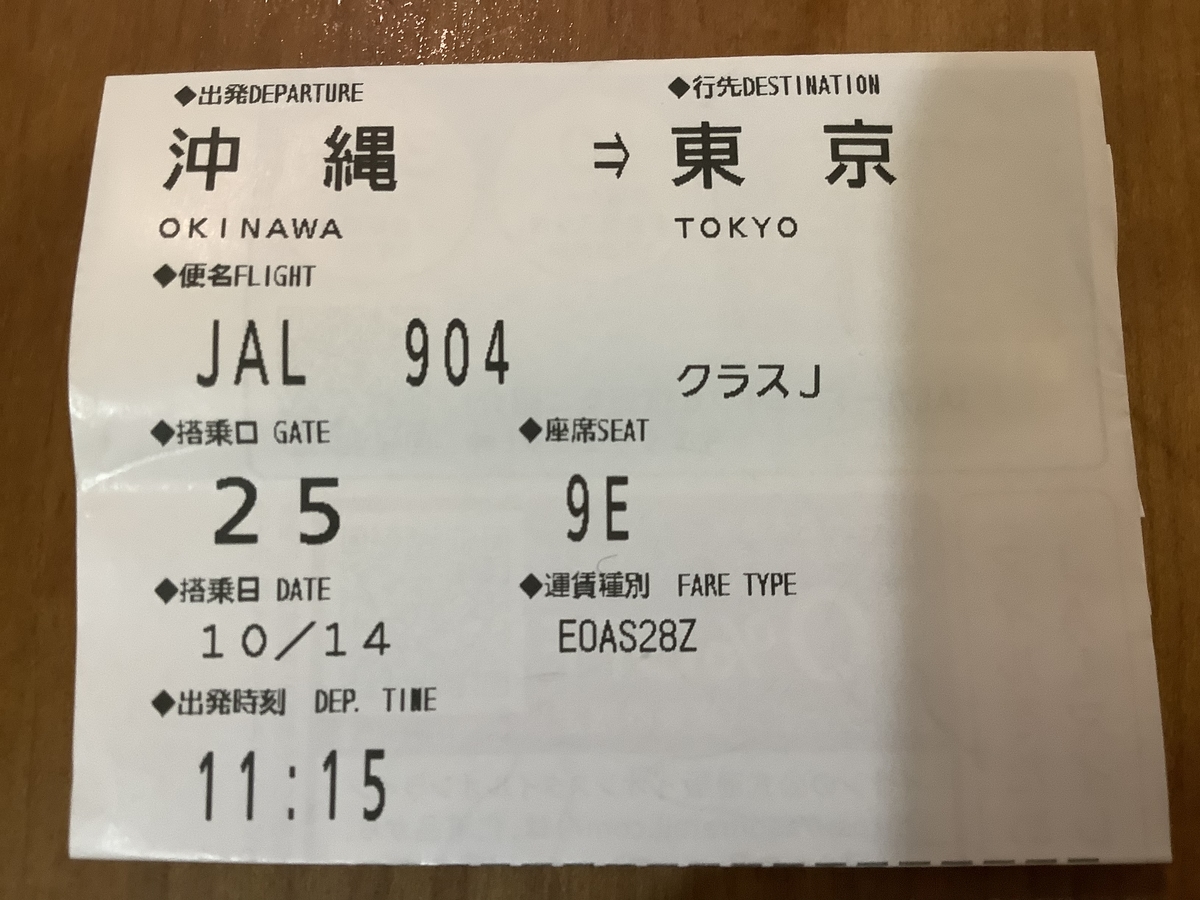 ◆出発DEPARTURE ◆行先DESTINATION
沖 縄 ⇒ 東 京
OKINAWA TOKYO
◆便名FLIGHT
JAL 904 クラスJ
◆搭乗口 GATE ◆座席SEAT
25 9E
◆搭乗日 DATE ◆運賃種別 FARE TYPE
10/14 EOAS28Z
◆出発時刻 DEP. TIME
11:15